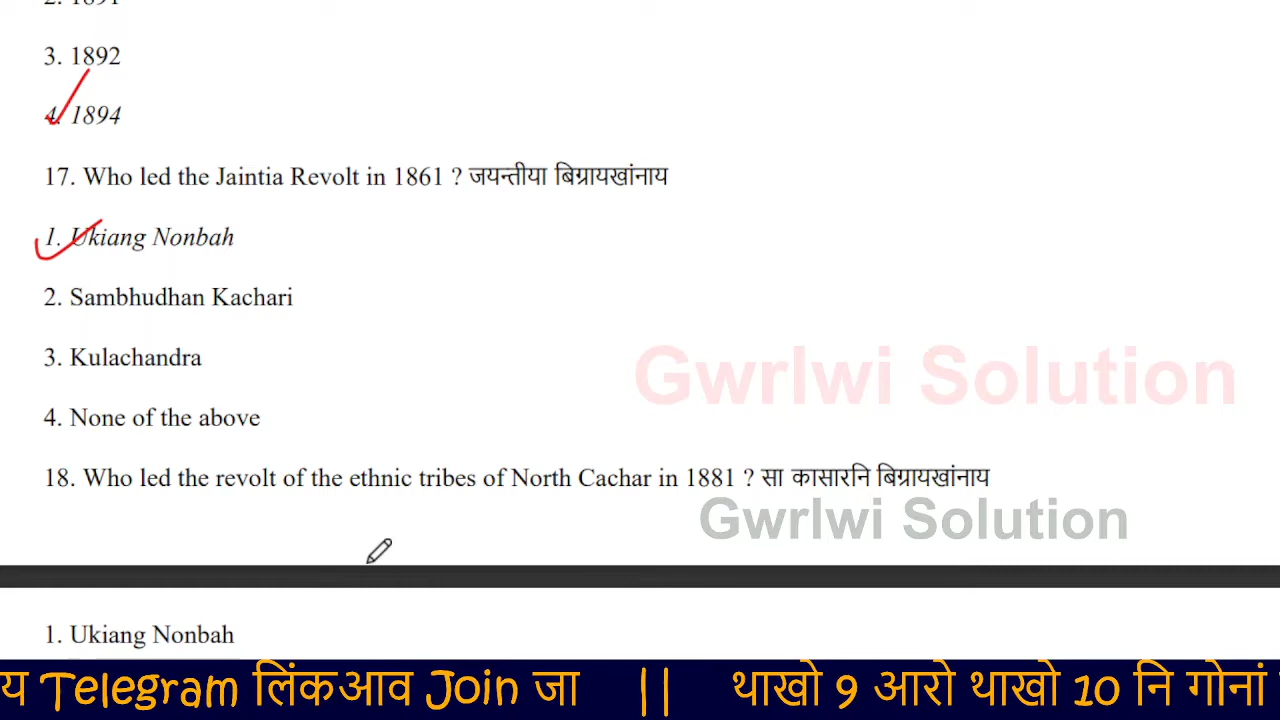 2. 1891
3. 1892
4. 1894
17. Who led the Jaintia Revolt in 1861 ? जयन्तीया बिग्रायखांनाय
1. Ukiang Nonbah
2. Sambhudhan Kachari
3. Kulachandra
Gwrlwi Solution
4. None of the above
18. Who led the revolt of the ethnic tribes of North Cachar in 1881 ? सा कासारनि बिग्रायखांनाय
Gwrlwi Solution
1. Ukiang Nonbah
य Telegram लिंकआव Join जा || थाखो 9 आरो थाखो 10 नि गोनां